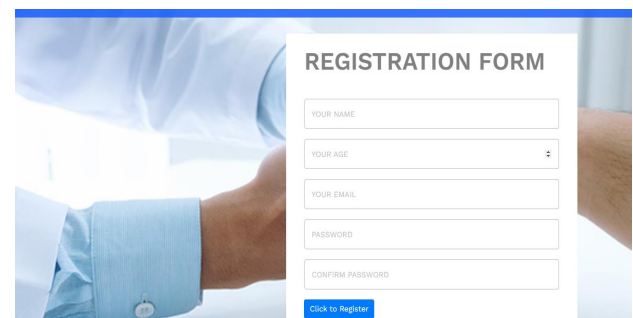 REGISTRATION FORM
YOUR NAME
YOUR AGE
YOUR EMAIL
PASSWORD
CONFIRM PASSWORD
Click to Register